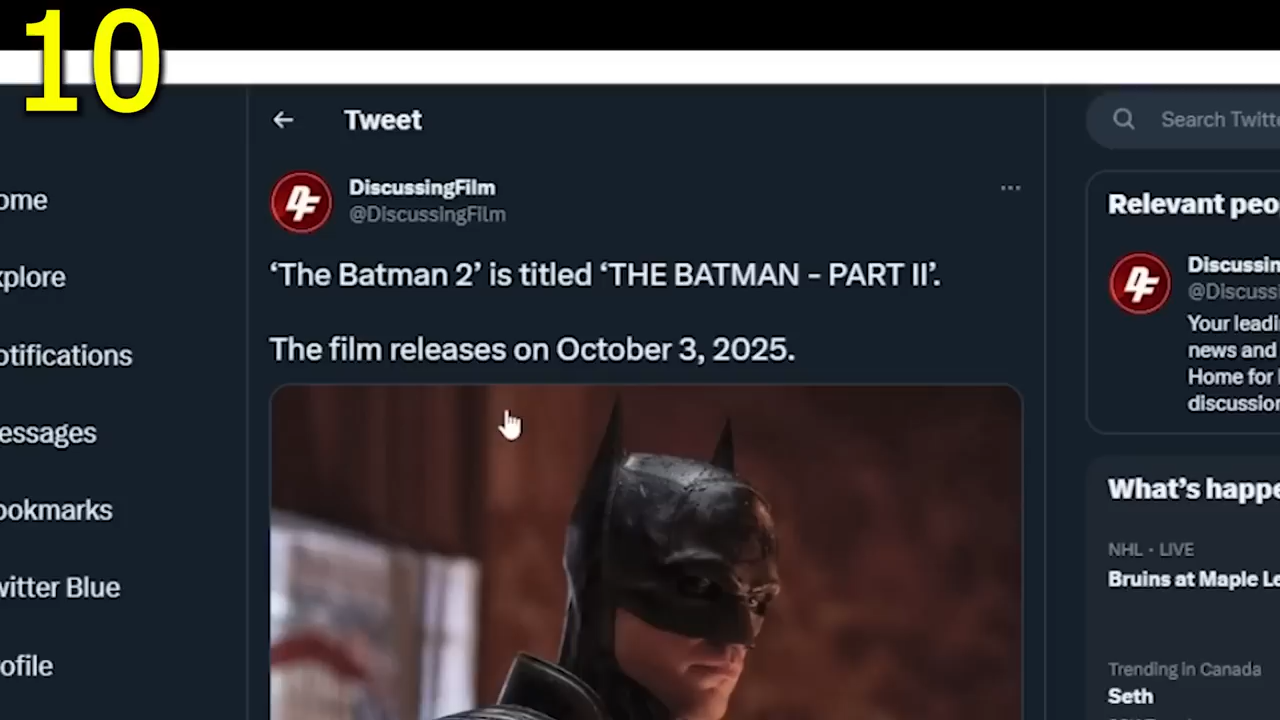 10
Tweet
Search Twitte
DiscussingFilm
@DiscussingFilm
‘The Batman 2’ is titled ‘THE BATMAN - PART II’.
The film releases on October 3, 2025.
ome
xplore
otifications
essages
ookmarks
witter Blue
ofile
Relevant peo
Discussin
@Discussi
Your leadi
news and
Home for
discussion
What’s happe
NHL · LIVE
Bruins at Maple Le
Trending in Canada
Seth